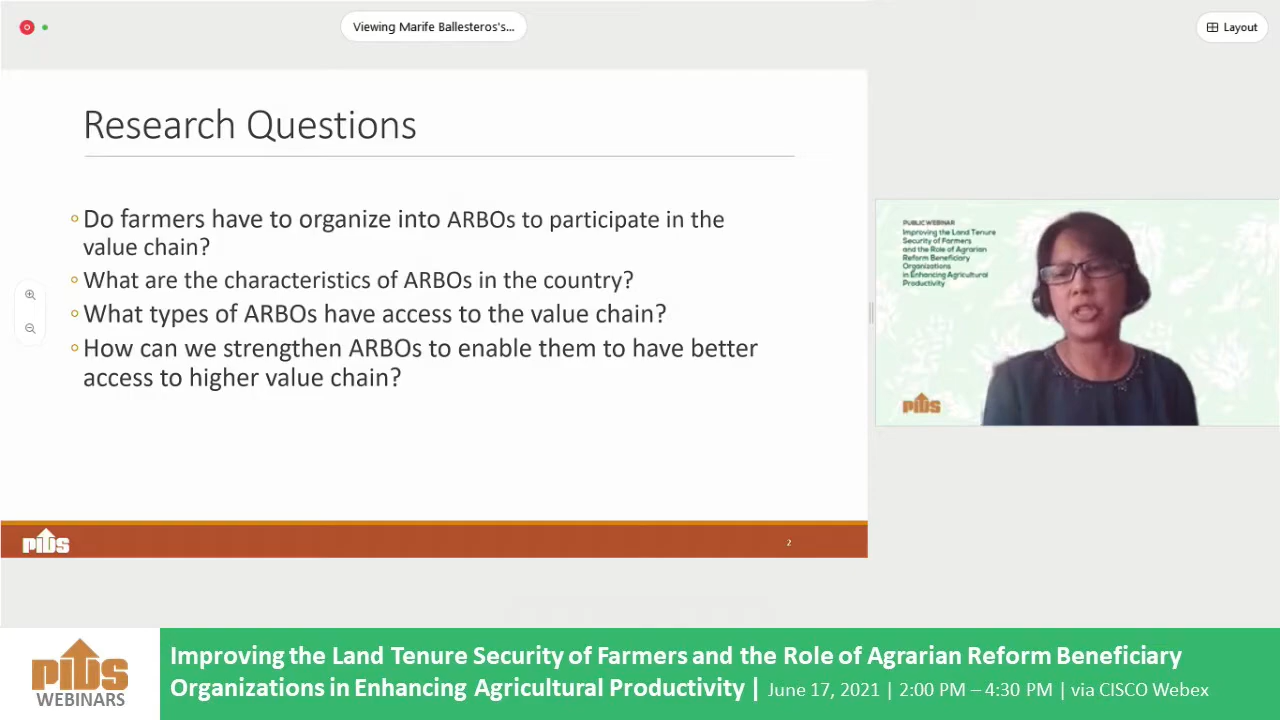 Viewing Marife Ballesteros's...
Layout
Research Questions
Do farmers have to organize into ARBOs to participate in the
value chain?
What are the characteristics of ARBOs in the country?
What types of ARBOs have access to the value chain?
How can we strengthen ARBOs to enable them to have better
access to higher value chain?
PIDS
2
PUBLIC WEBINAR
Improving the Land Tenure
Security of Farmers
and the Role of Agrarian
Reform Beneficiary
Organizations
in Enhancing Agricultural
Productivity
PIDS
PIDS
WEBINARS
Improving the Land Tenure Security of Farmers and the Role of Agrarian Reform Beneficiary
Organizations in Enhancing Agricultural Productivity | June 17, 2021 | 2:00 PM – 4:30 PM | via CISCO Webex